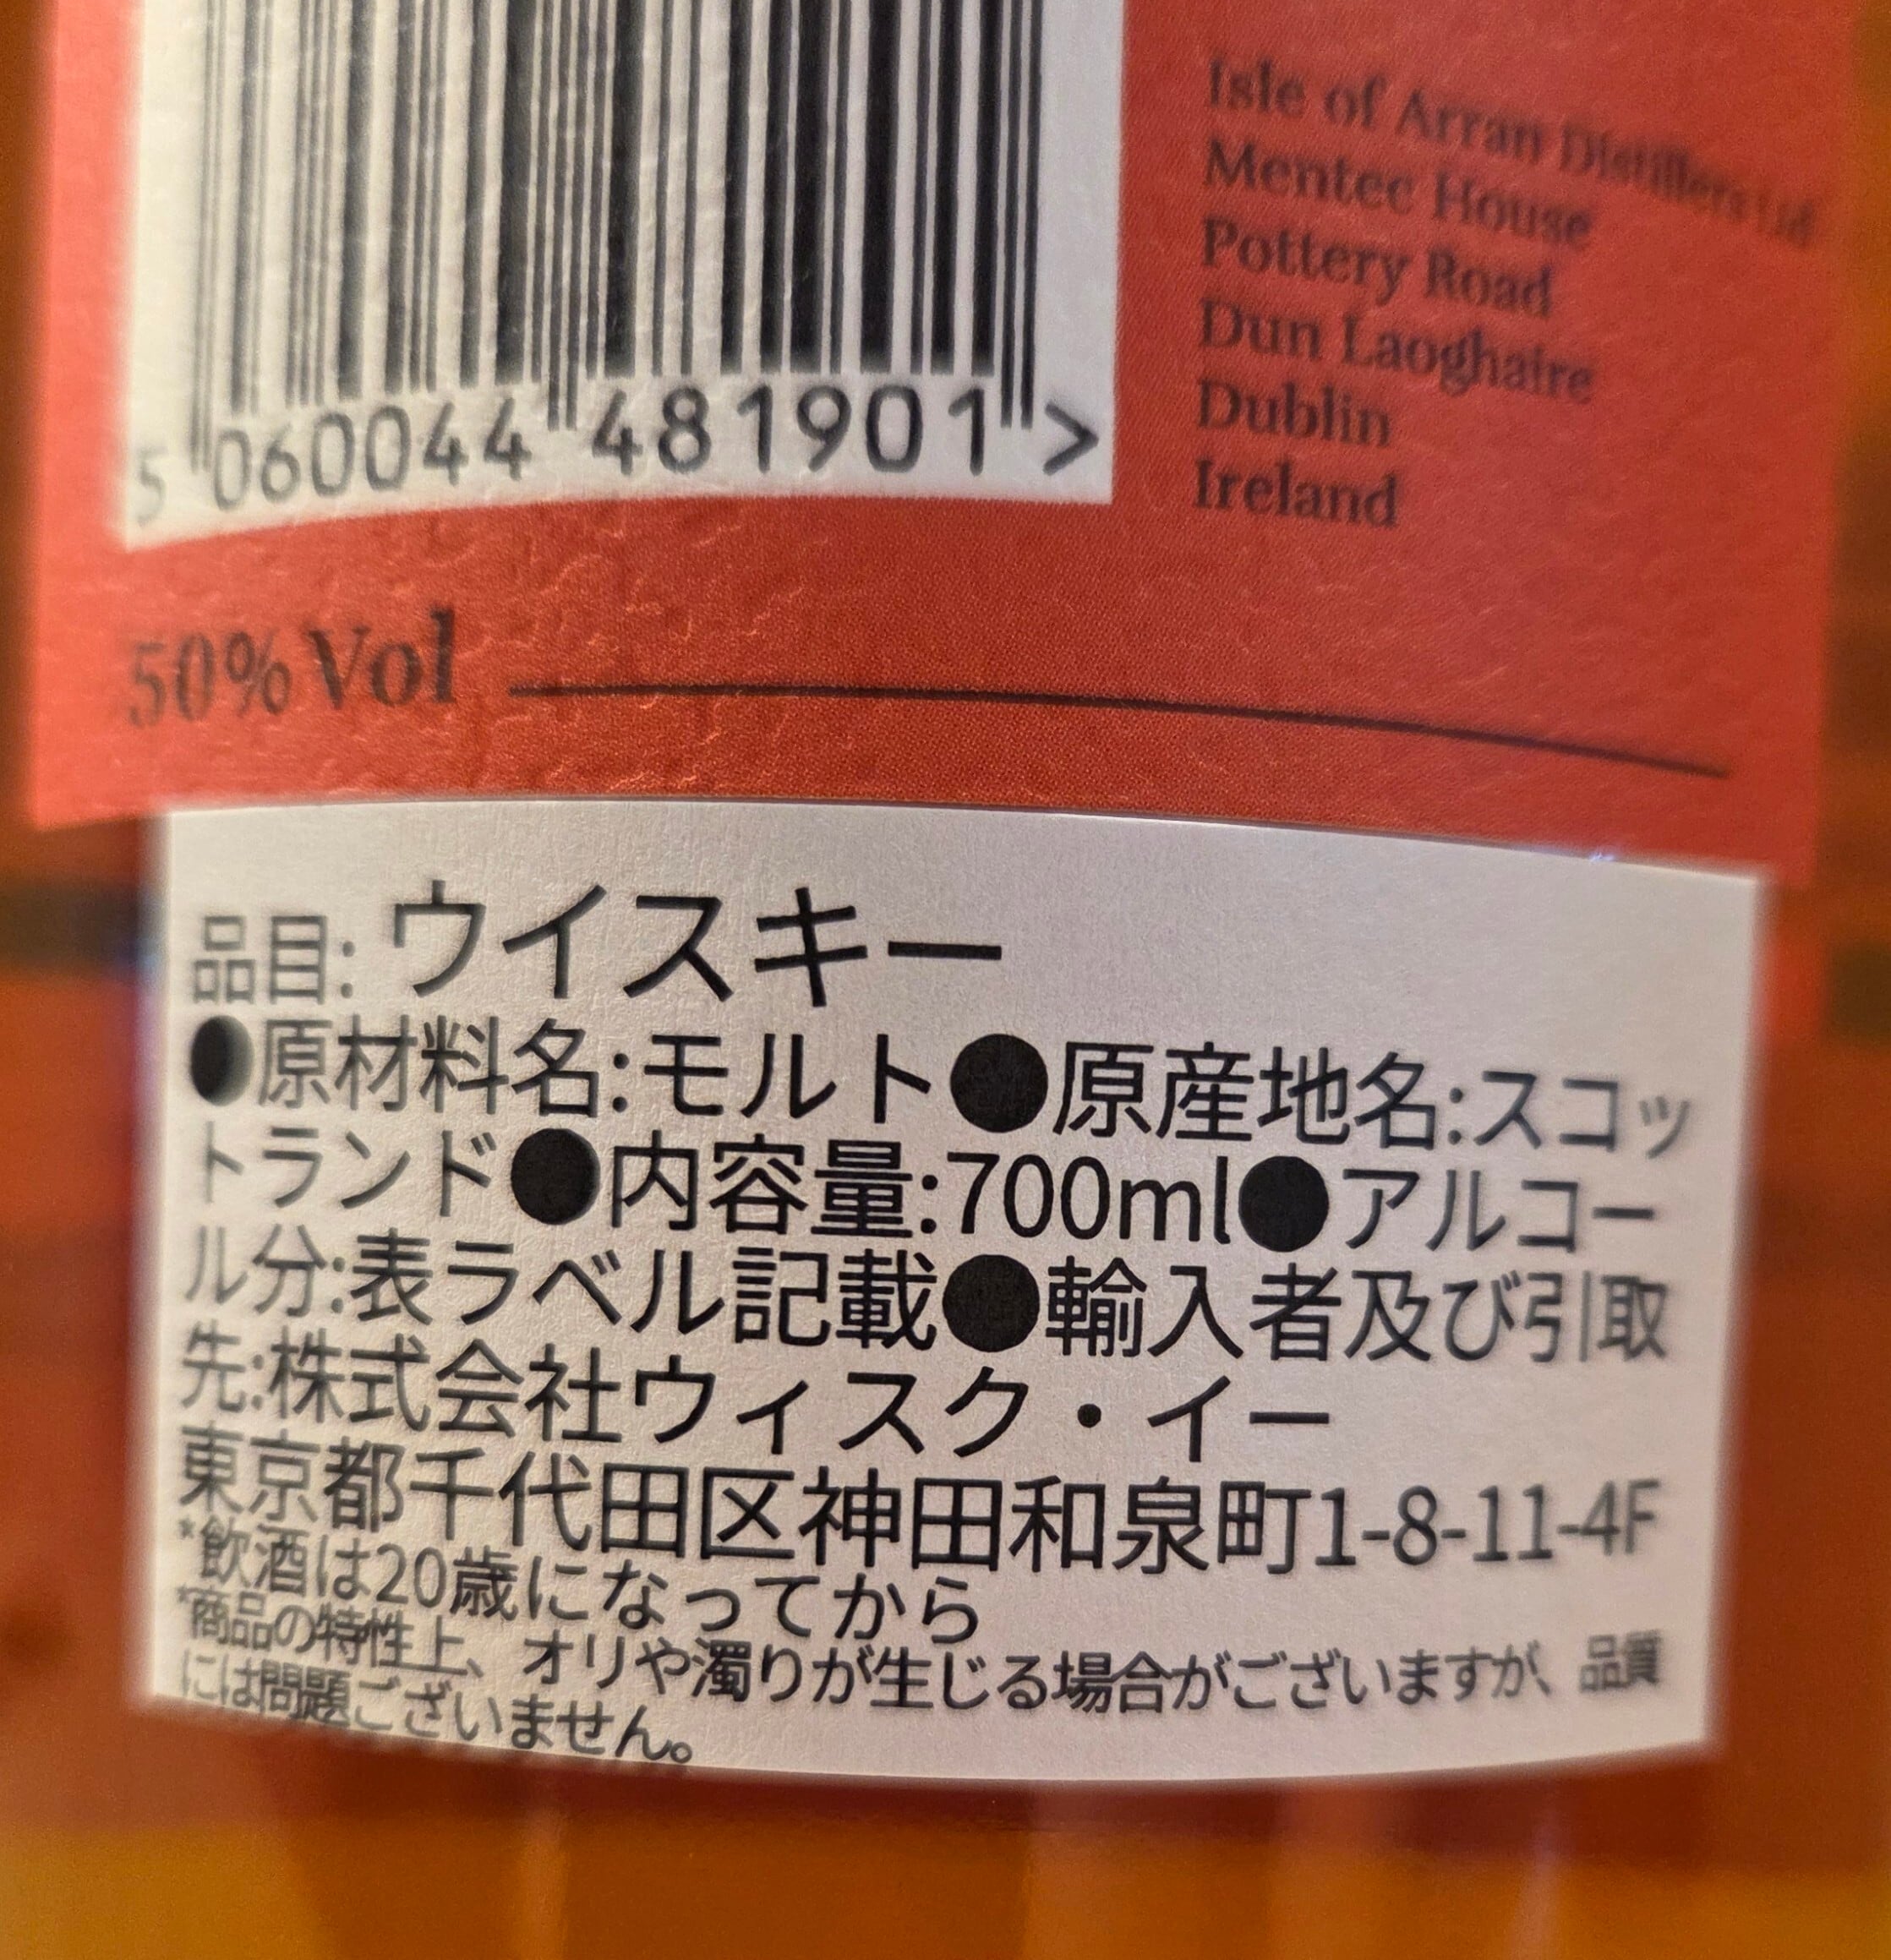 5 060044 481901 >
Isle of Arran Distillers Ltd
Mentec House
Pottery Road
Dun Laoghaire
Dublin
Ireland
50% Vol
品目: ウイスキー
●原材料名:モルト●原産地名:スコッ
トランド●内容量:700ml●アルコー
ル分:表ラベル記載●輸入者及び引取
先:株式会社ウィスク・イー
東京都千代田区神田和泉町1-8-11-4F
*飲酒は20歳になってから
*商品の特性上、オリや濁りが生じる場合がございますが、品質
には問題ございません。